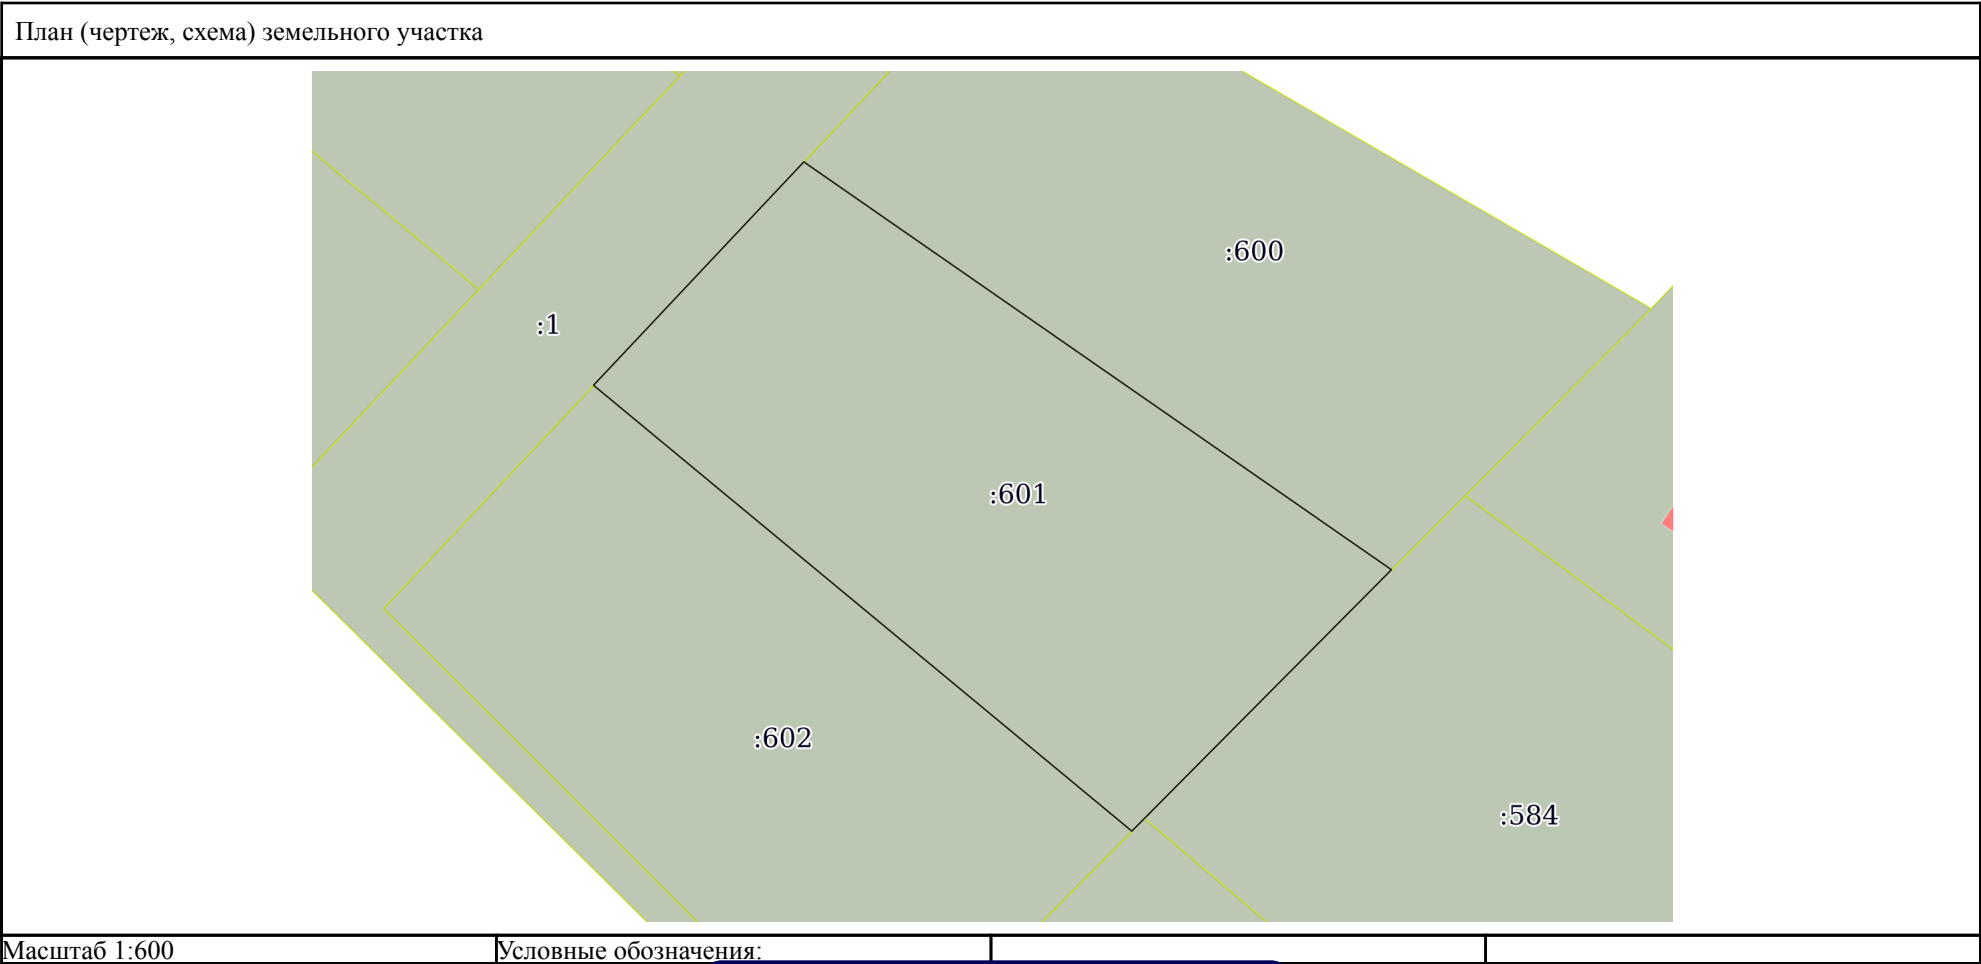 План (чертеж, схема) земельного участка
:600
:1
:601
:602
:584
Масштаб 1:600
Условные обозначения: